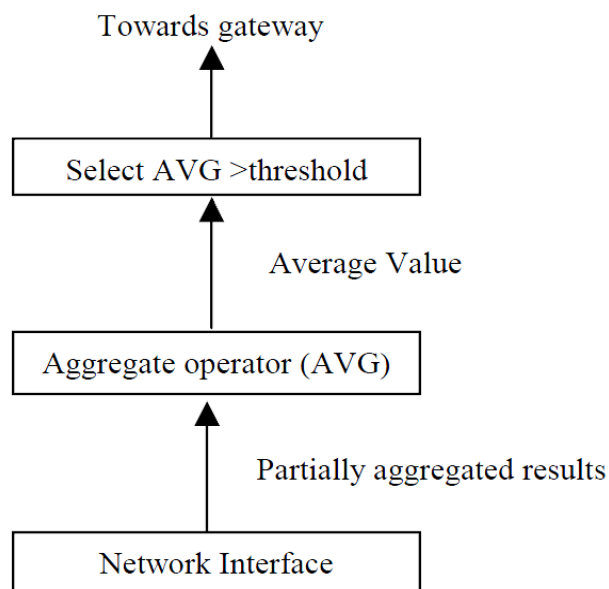 Towards gateway
Select AVG >threshold
Average Value
Aggregate operator (AVG)
Partially aggregated results
Network Interface